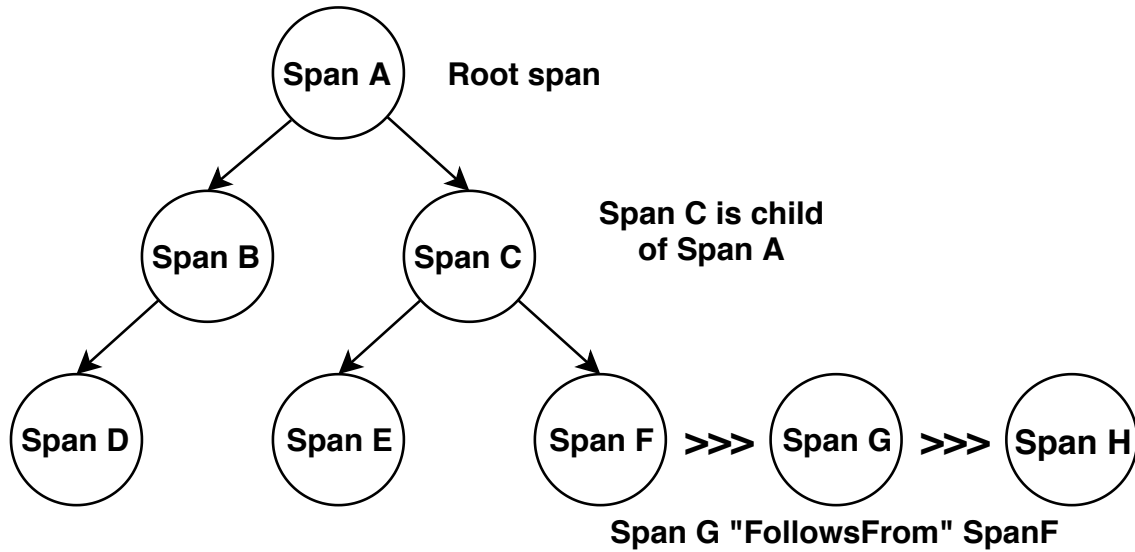 Span A
Root span
Span B
Span C
Span C is child
of Span A
Span D
Span E
Span F
>>>
Span G
>>>
Span H
Span G "FollowsFrom" SpanF